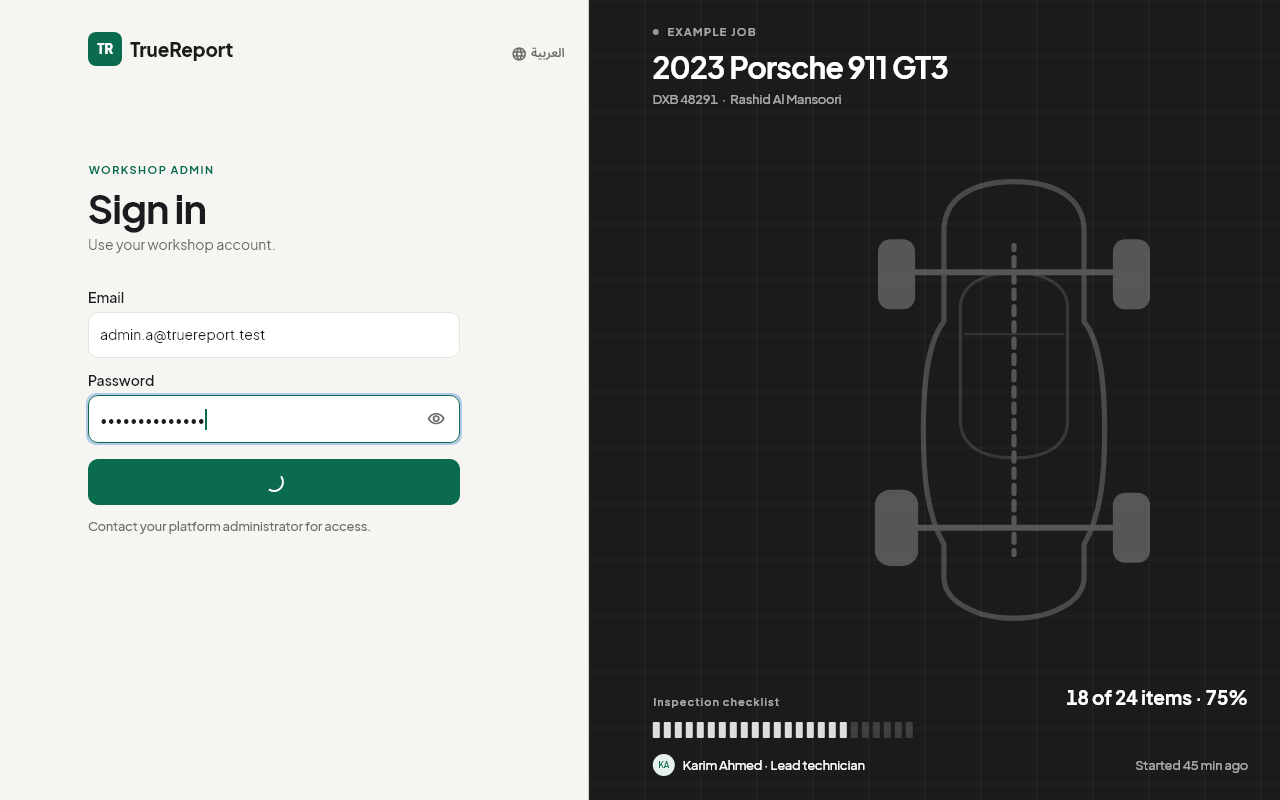 TR TrueReport
العربية
WORKSHOP ADMIN
Sign in
Use your workshop account.
Email
admin.a@truereport.test
Password
••••••••••••••
Contact your platform administrator for access.
EXAMPLE JOB
2023 Porsche 911 GT3
DXB 48291 · Rashid Al Mansoori
Inspection checklist
18 of 24 items · 75%
KA Karim Ahmed · Lead technician
Started 45 min ago